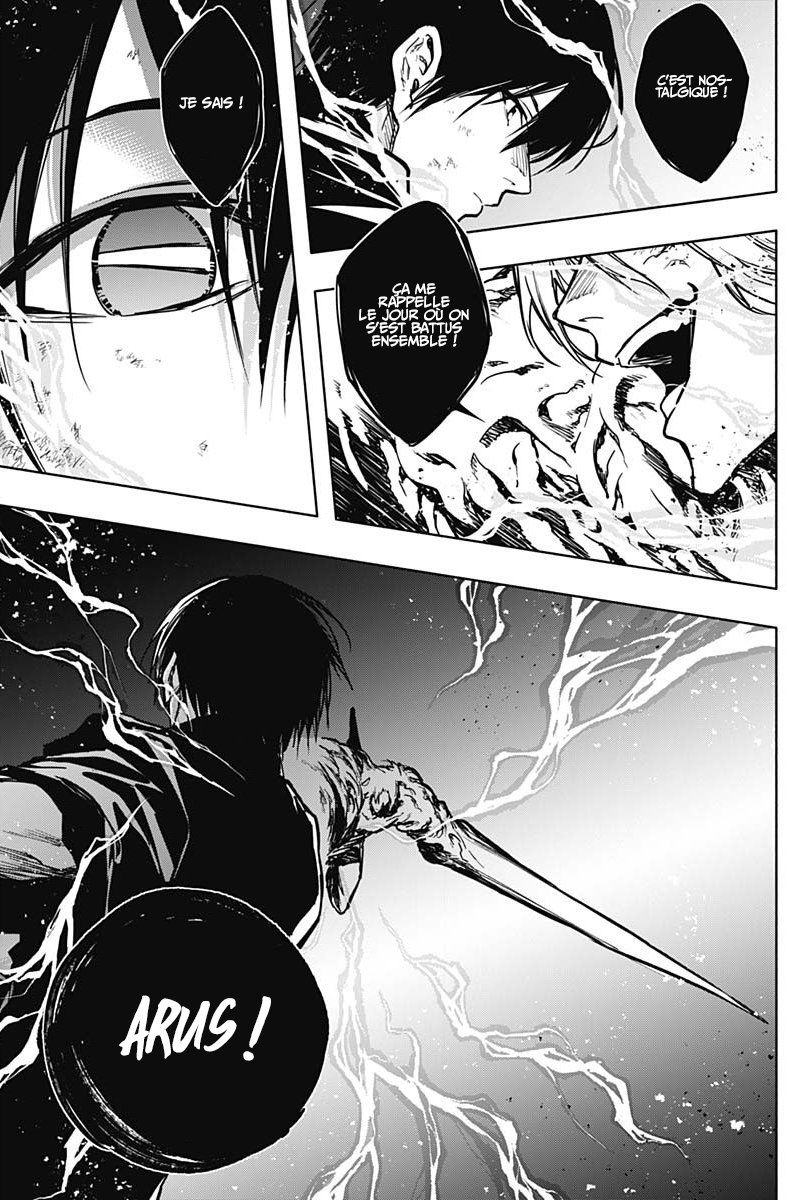 C'EST NOS-
TALGIQUE !
JE SAIS !
ÇA ME
RAPPELLE
LE JOUR OÙ ON
S'EST BATTUS
ENSEMBLE !
ARUS !